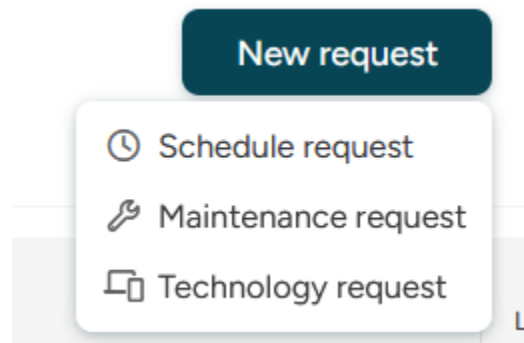 New request
Schedule request
Maintenance request
Technology request
L